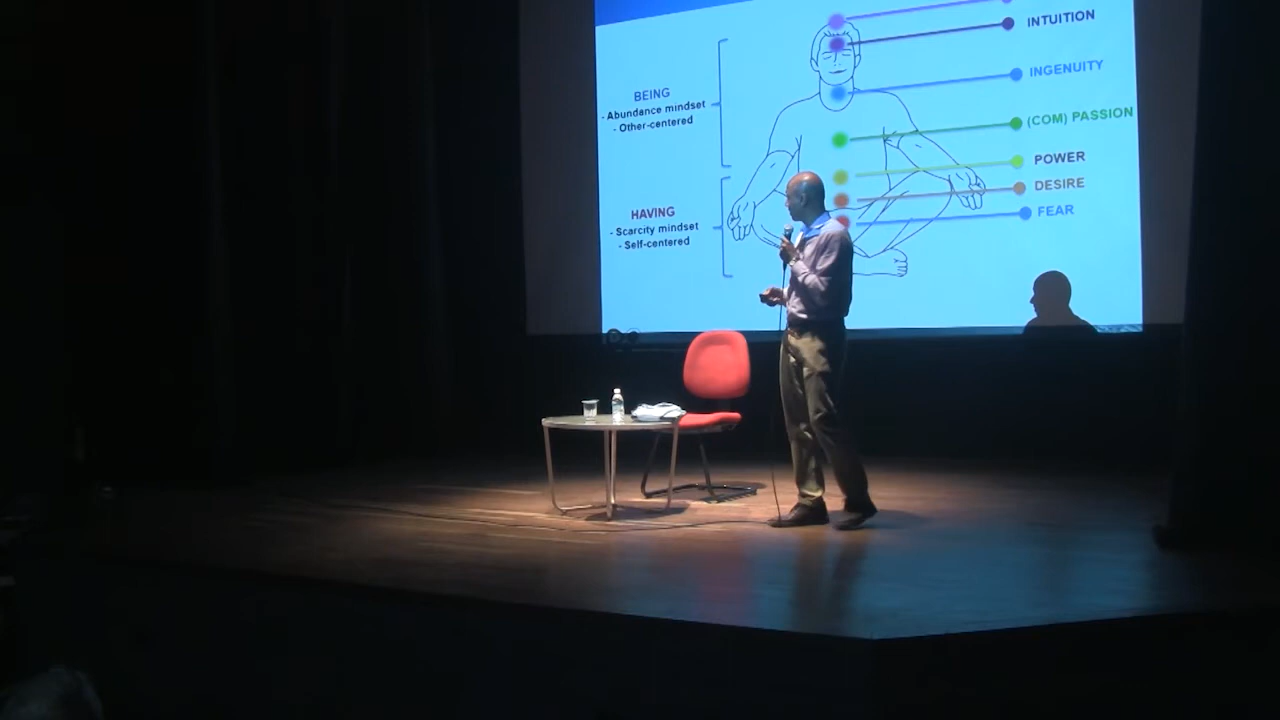 BEING
- Abundance mindset
- Other-centered
HAVING
- Scarcity mindset
- Self-centered
INTUITION
INGENUITY
(COM) PASSION
POWER
DESIRE
FEAR